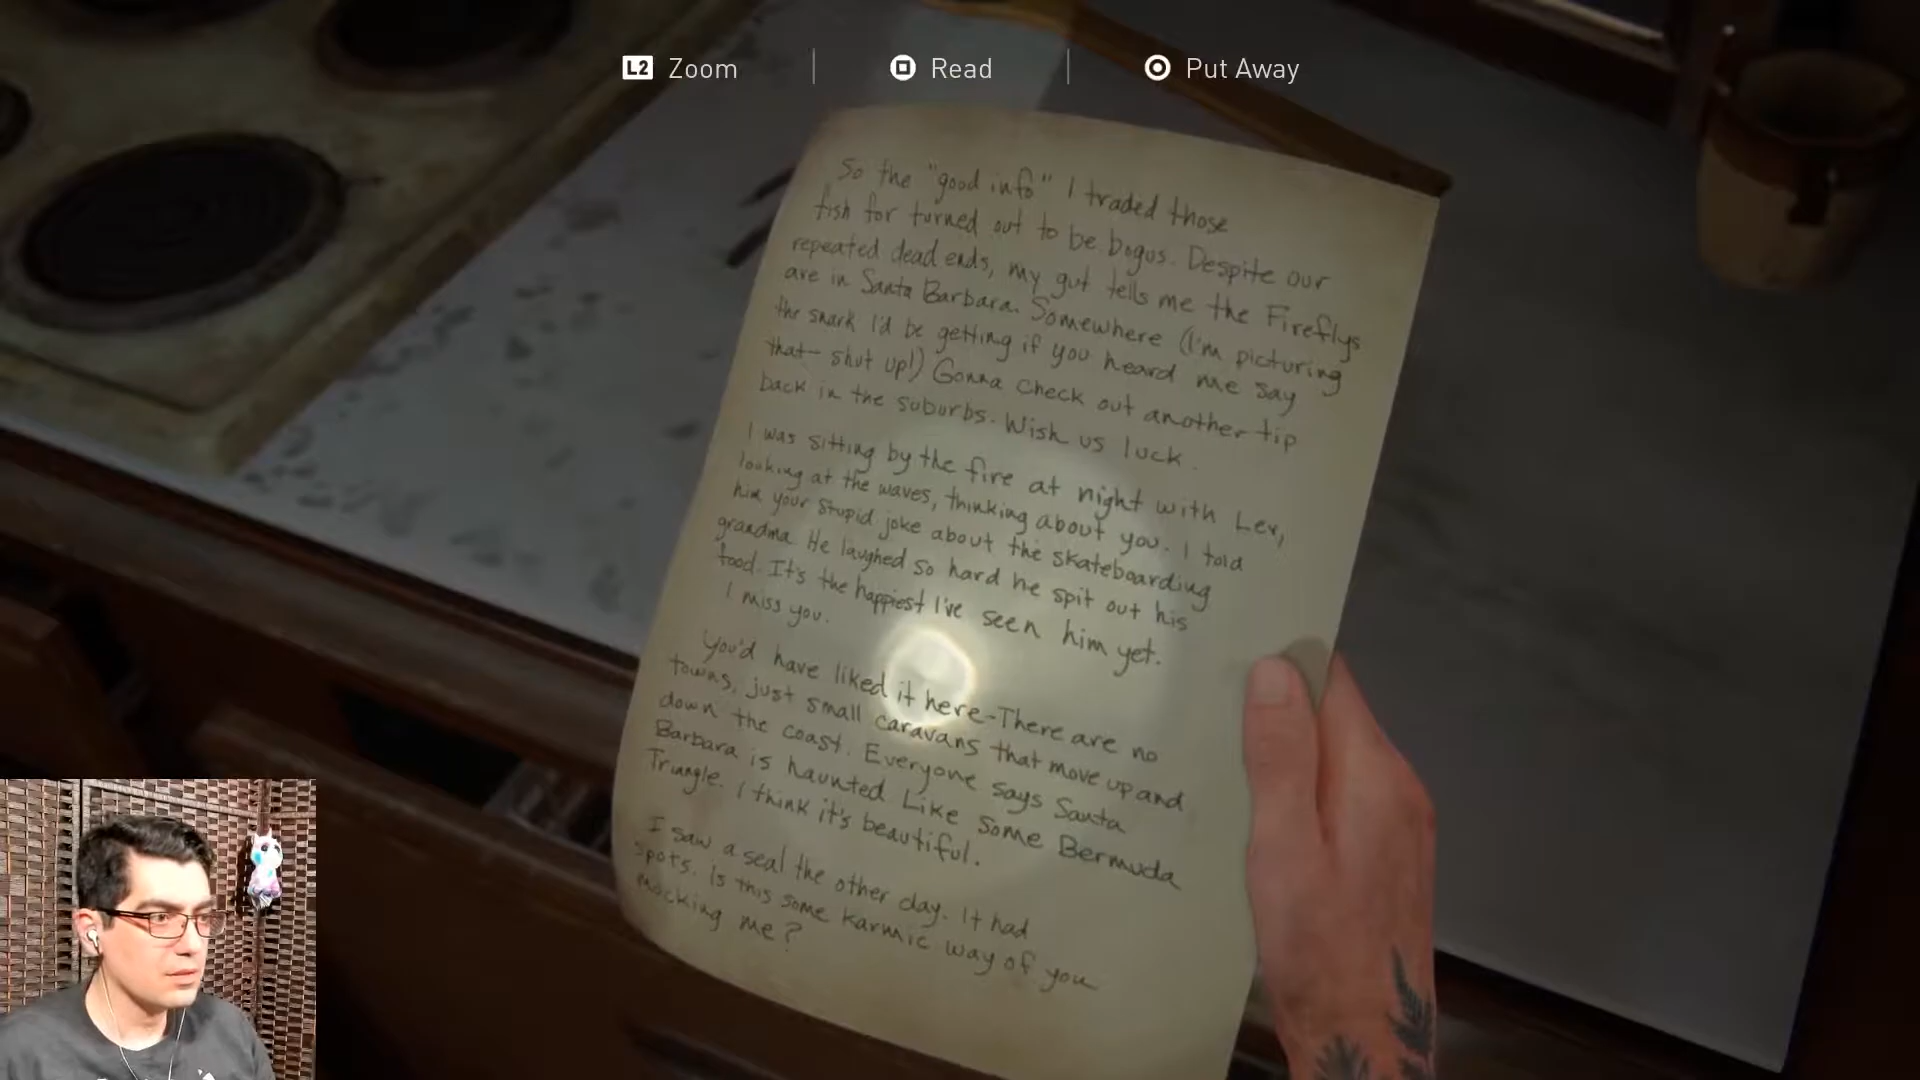 L2 Zoom | Read | Put Away
So the "good info" I traded those
fish for turned out to be bogus. Despite our
repeated dead ends, my gut tells me the Fireflys
are in Santa Barbara. Somewhere (I'm picturing
the snark I'd be getting if you heard me say
that- shut up!) Gonna check out another tip
back in the suburbs. Wish us luck.
I was sitting by the fire at night with Lev,
looking at the waves, thinking about you. I told
him your stupid joke about the skateboarding
grandma. He laughed so hard he spit out his
food. It's the happiest I've seen him yet.
I miss you.
You'd have liked it here-There are no
towns, just small caravans that move up and
down the coast. Everyone says Santa
Barbara is haunted Like some Bermuda
Triangle. I think it's beautiful.
I saw a seal the other day. It had
spots. Is this some karmic way of you
mocking me?